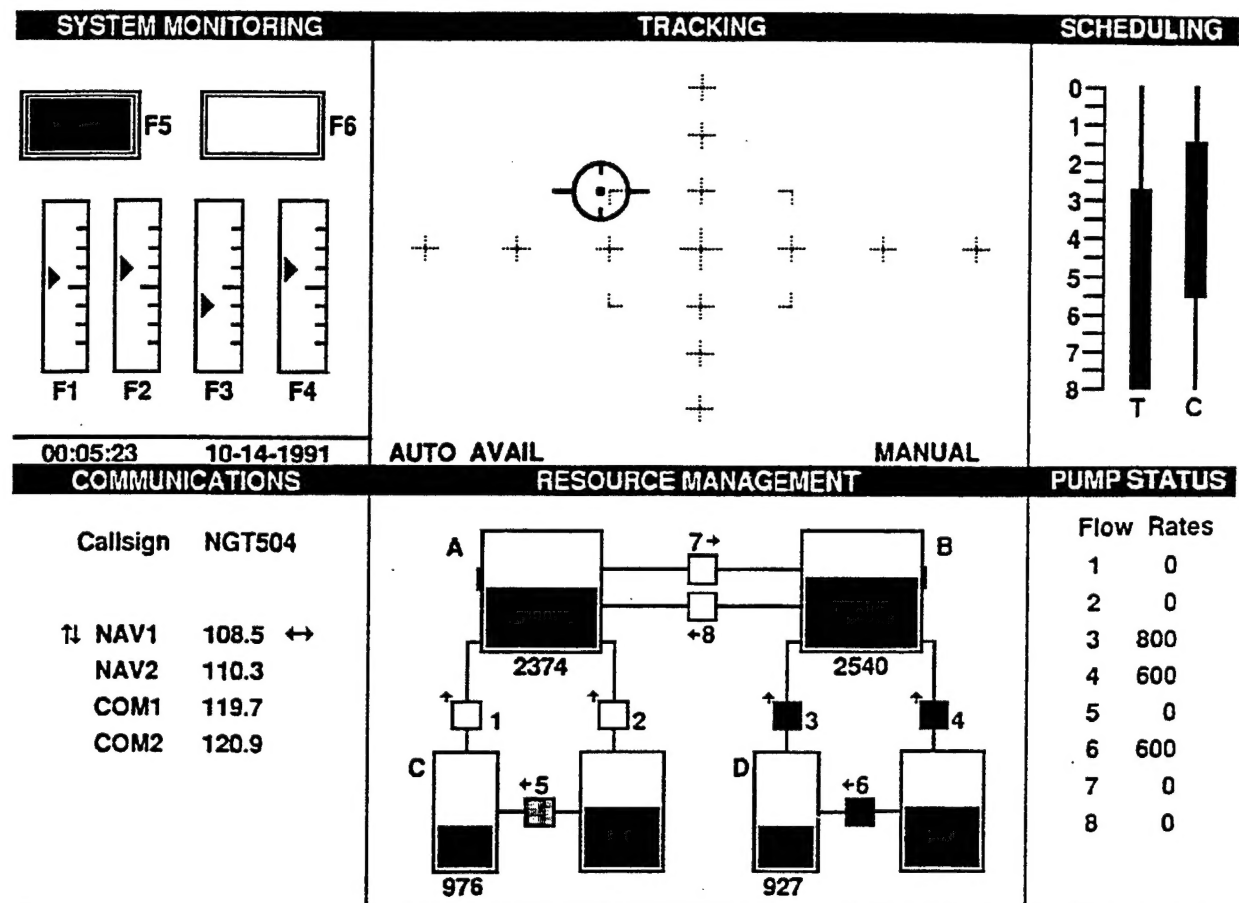 SYSTEM MONITORING
F5
F6
F1 F2 F3 F4
00:05:23 10-14-1991
TRACKING
AUTO AVAIL MANUAL
SCHEDULING
0
1
2
3
4
5
6
7
8
T C
COMMUNICATIONS
Callsign NGT504
⇅ NAV1 108.5 ↔
NAV2 110.3
COM1 119.7
COM2 120.9
RESOURCE MANAGEMENT
A 7→ B
←8
2374 2540
↑ 1 ↑ 2 ↑ 3 ↑ 4
C ←5 D ←6
976 927
PUMP STATUS
Flow Rates
1 0
2 0
3 800
4 600
5 0
6 600
7 0
8 0